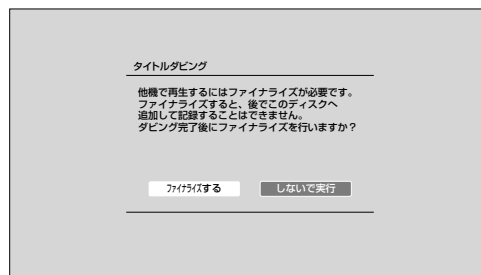 タイトルダビング
他機で再生するにはファイナライズが必要です。
ファイナライズすると、後でこのディスクへ
追加して記録することはできません。
ダビング完了後にファイナライズを行いますか？
ﾌｧｲﾅﾗｲｽﾞする
しないで実行